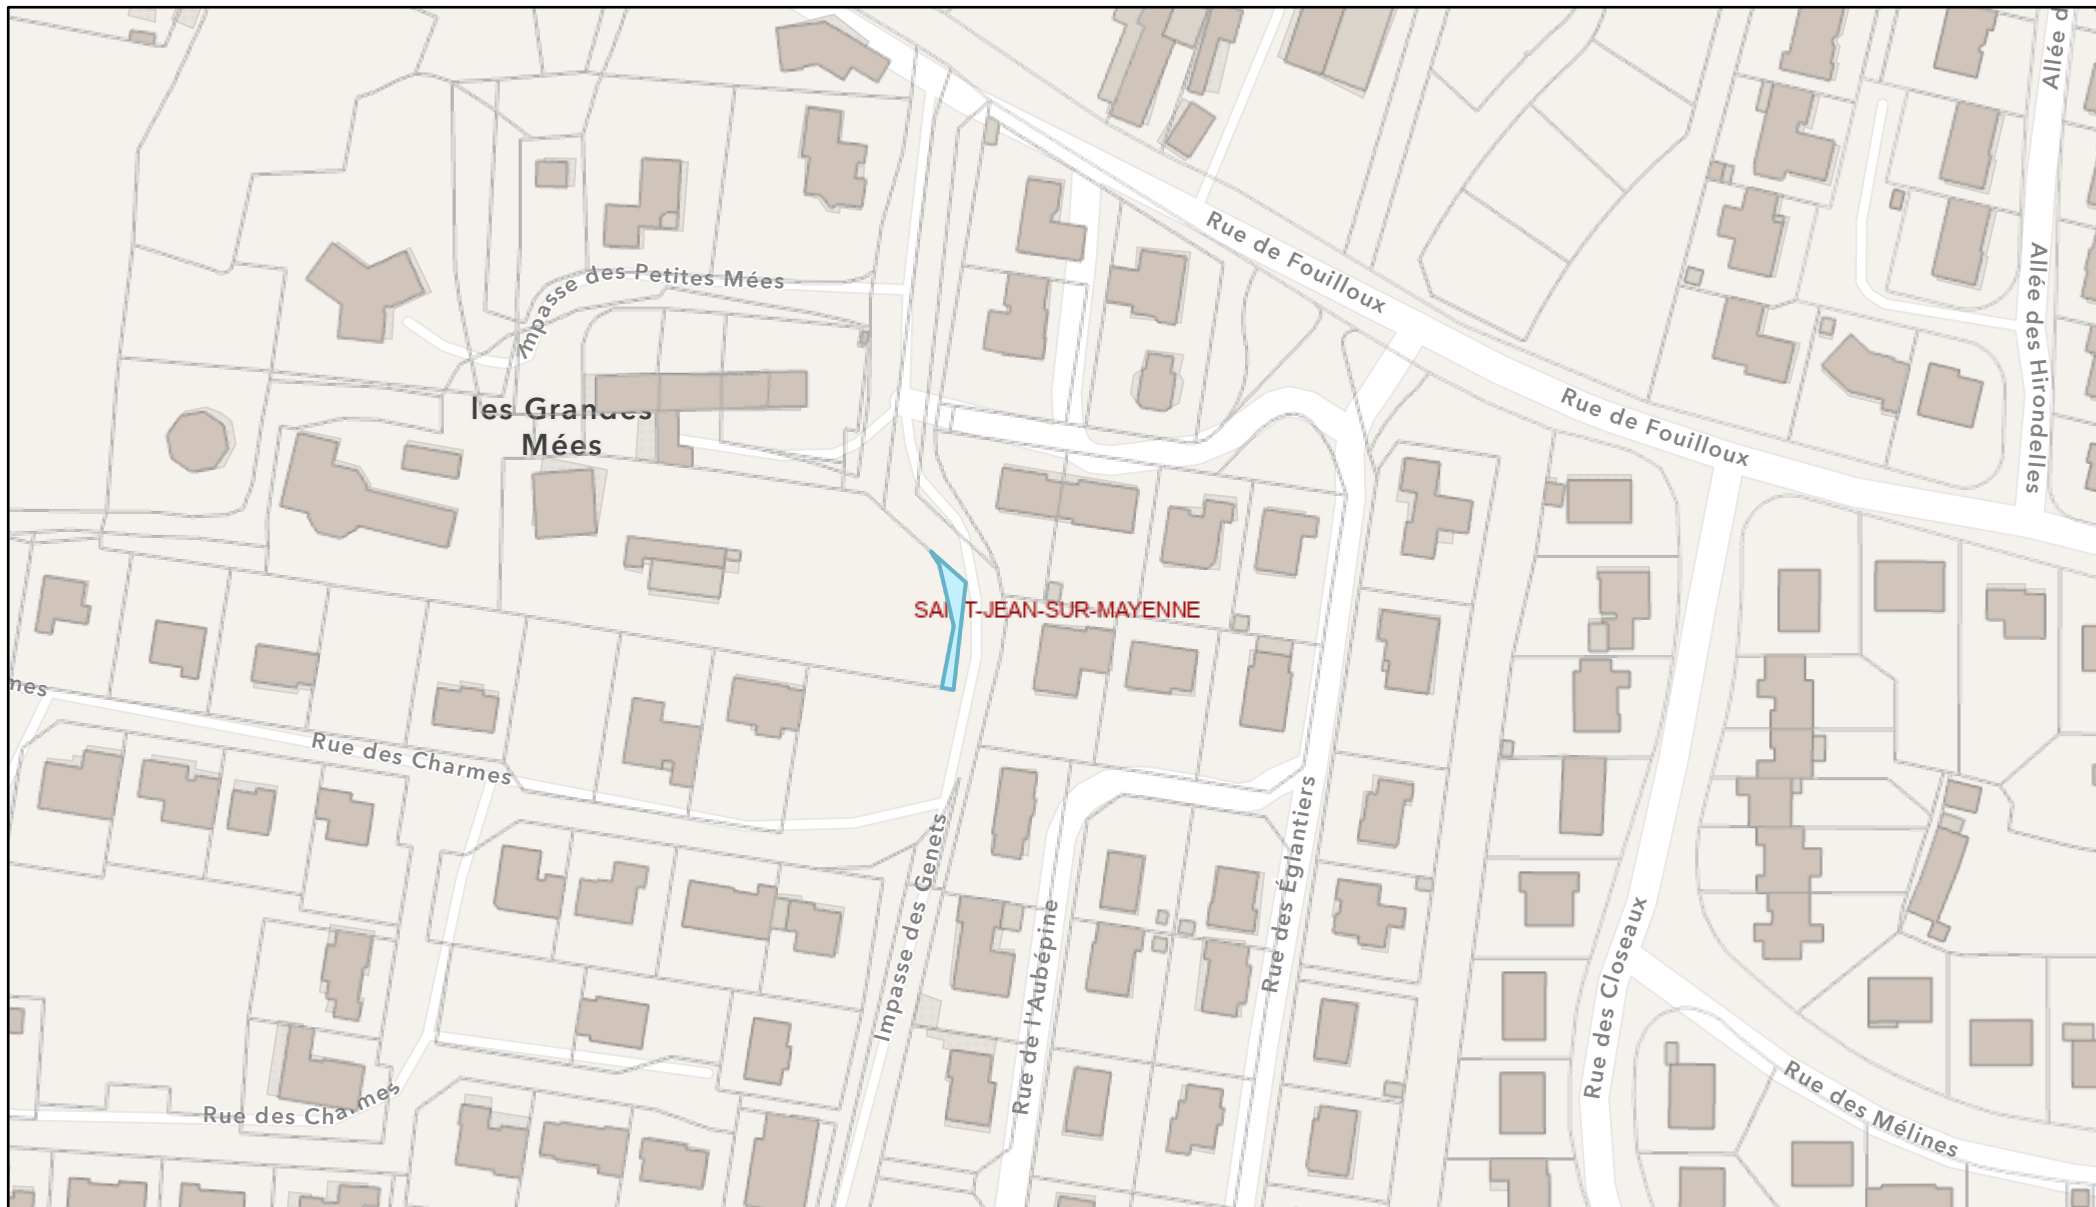 Allée d
Rue de Fouilloux
Impasse des Petites Mées
Allée des Hirondelles
les Grandes
Mées
Rue de Fouilloux
SAINT-JEAN-SUR-MAYENNE
mes
Rue des Charmes
Impasse des Genets
Rue des Églantiers
Rue de l'Aubépine
Rue des Closeaux
Rue des Charmes
Rue des Mélines